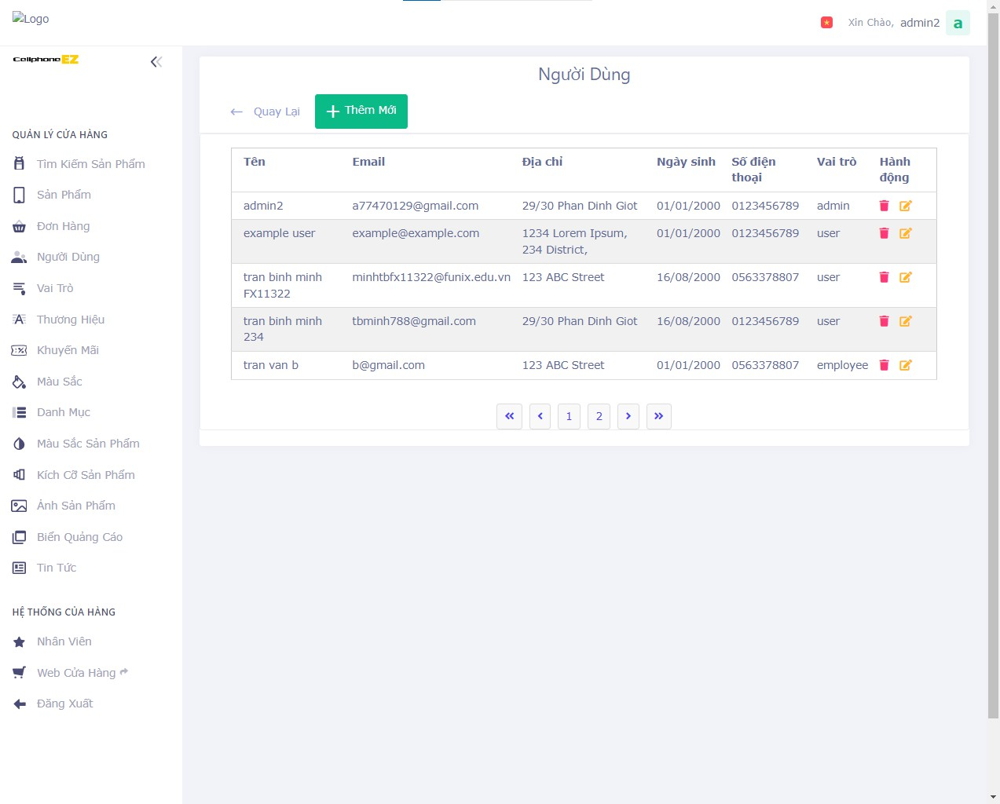 Logo
Xin Chào, admin2 a
CellphoneEZ
Người Dùng
Quay Lại
Thêm Mới
QUẢN LÝ CỬA HÀNG
Tìm Kiếm Sản Phẩm
Sản Phẩm
Đơn Hàng
Người Dùng
Vai Trò
Thương Hiệu
Khuyến Mãi
Màu Sắc
Danh Mục
Màu Sắc Sản Phẩm
Kích Cỡ Sản Phẩm
Ảnh Sản Phẩm
Biển Quảng Cáo
Tin Tức
HỆ THỐNG CỦA HÀNG
Nhân Viên
Web Cửa Hàng
Đăng Xuất
Tên Email Địa chỉ Ngày sinh Số điện Vai trò Hành
thoại động
admin2 a77470129@gmail.com 29/30 Phan Dinh Giot 01/01/2000 0123456789 admin
example user example@example.com 1234 Lorem Ipsum, 01/01/2000 0123456789 user
234 District,
tran binh minh minhtbfx11322@funix.edu.vn 123 ABC Street 16/08/2000 0563378807 user
FX11322
tran binh minh tbminh788@gmail.com 29/30 Phan Dinh Giot 16/08/2000 0123456789 user
234
tran van b b@gmail.com 123 ABC Street 01/01/2000 0563378807 employee
« ‹ 1 2 › »